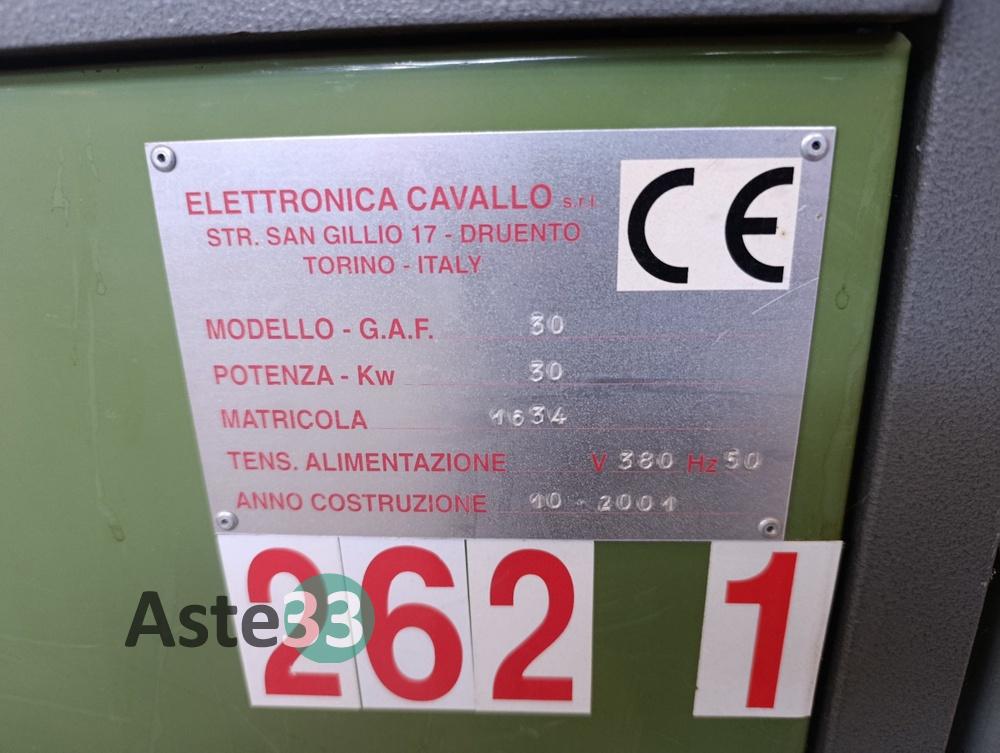 ELETTRONICA CAVALLO s.r.l.
STR. SAN GILLIO 17 - DRUENTO
TORINO - ITALY
CE
MODELLO - G.A.F. 30
POTENZA - Kw 30
MATRICOLA 1634
TENS. ALIMENTAZIONE V 380 Hz 50
ANNO COSTRUZIONE 10 - 2001
262 1
Aste33